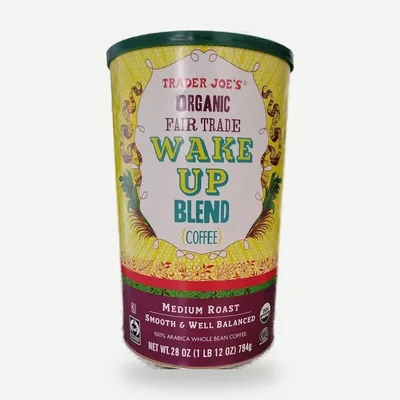 TRADER JOE'S®
ORGANIC
FAIR TRADE
WAKE
UP
BLEND
{COFFEE}
MEDIUM ROAST
SMOOTH & WELL BALANCED
100% ARABICA WHOLE BEAN COFFEE
NET WT. 28 OZ (1 LB 12 OZ) 794g